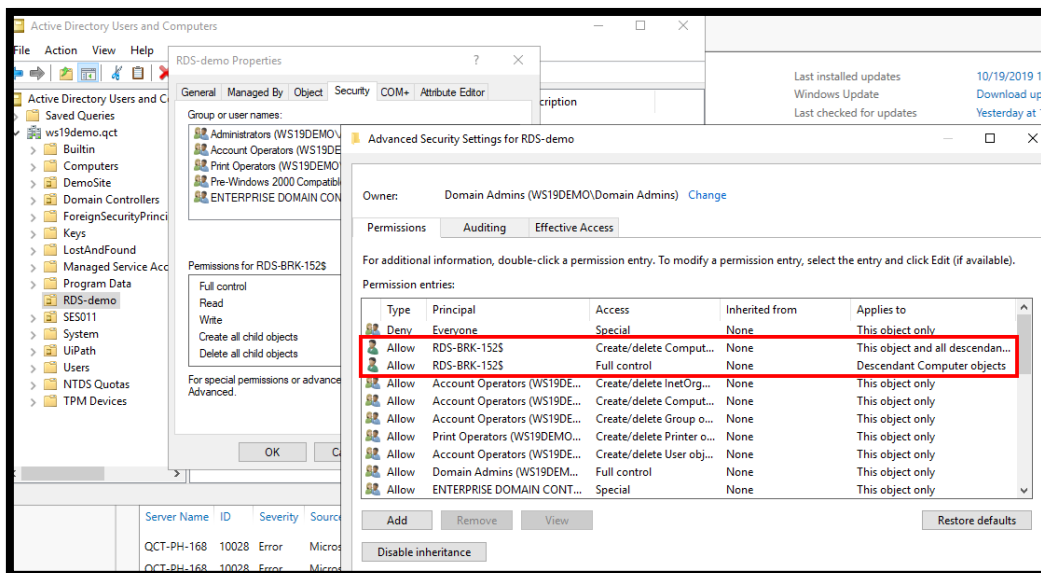 Active Directory Users and Computers
File Action View Help
Active Directory Users and C
Saved Queries
ws19demo.qct
Builtin
Computers
DemoSite
Domain Controllers
ForeignSecurityPrinci
Keys
LostAndFound
Managed Service Acc
Program Data
RDS-demo
SES011
System
UiPath
Users
NTDS Quotas
TPM Devices
RDS-demo Properties
General Managed By Object Security COM+ Attribute Editor
Group or user names:
Administrators (WS19DEMO\
Account Operators (WS19DE
Print Operators (WS19DEMO
Pre-Windows 2000 Compatibl
ENTERPRISE DOMAIN CON
Permissions for RDS-BRK-152$
Full control
Read
Write
Create all child objects
Delete all child objects
For special permissions or advance
Advanced.
OK
cription
Last installed updates 10/19/2019 1
Windows Update Download up
Last checked for updates Yesterday at
Advanced Security Settings for RDS-demo
Owner: Domain Admins (WS19DEMO\Domain Admins) Change
Permissions Auditing Effective Access
For additional information, double-click a permission entry. To modify a permission entry, select the entry and click Edit (if available).
Permission entries:
Type Principal Access Inherited from Applies to
Deny Everyone Special None This object only
Allow RDS-BRK-152$ Create/delete Comput... None This object and all descendan...
Allow RDS-BRK-152$ Full control None Descendant Computer objects
Allow Account Operators (WS19DE... Create/delete InetOrg... None This object only
Allow Account Operators (WS19DE... Create/delete Comput... None This object only
Allow Account Operators (WS19DE... Create/delete Group o... None This object only
Allow Print Operators (WS19DEMO... Create/delete Printer o... None This object only
Allow Account Operators (WS19DE... Create/delete User obj... None This object only
Allow Domain Admins (WS19DEM... Full control None This object only
Allow ENTERPRISE DOMAIN CONT... Special None This object only
Add Remove View Restore defaults
Disable inheritance
Server Name ID Severity Source
QCT-PH-168 10028 Error Micros
QCT-PH-168 10028 Error Micros